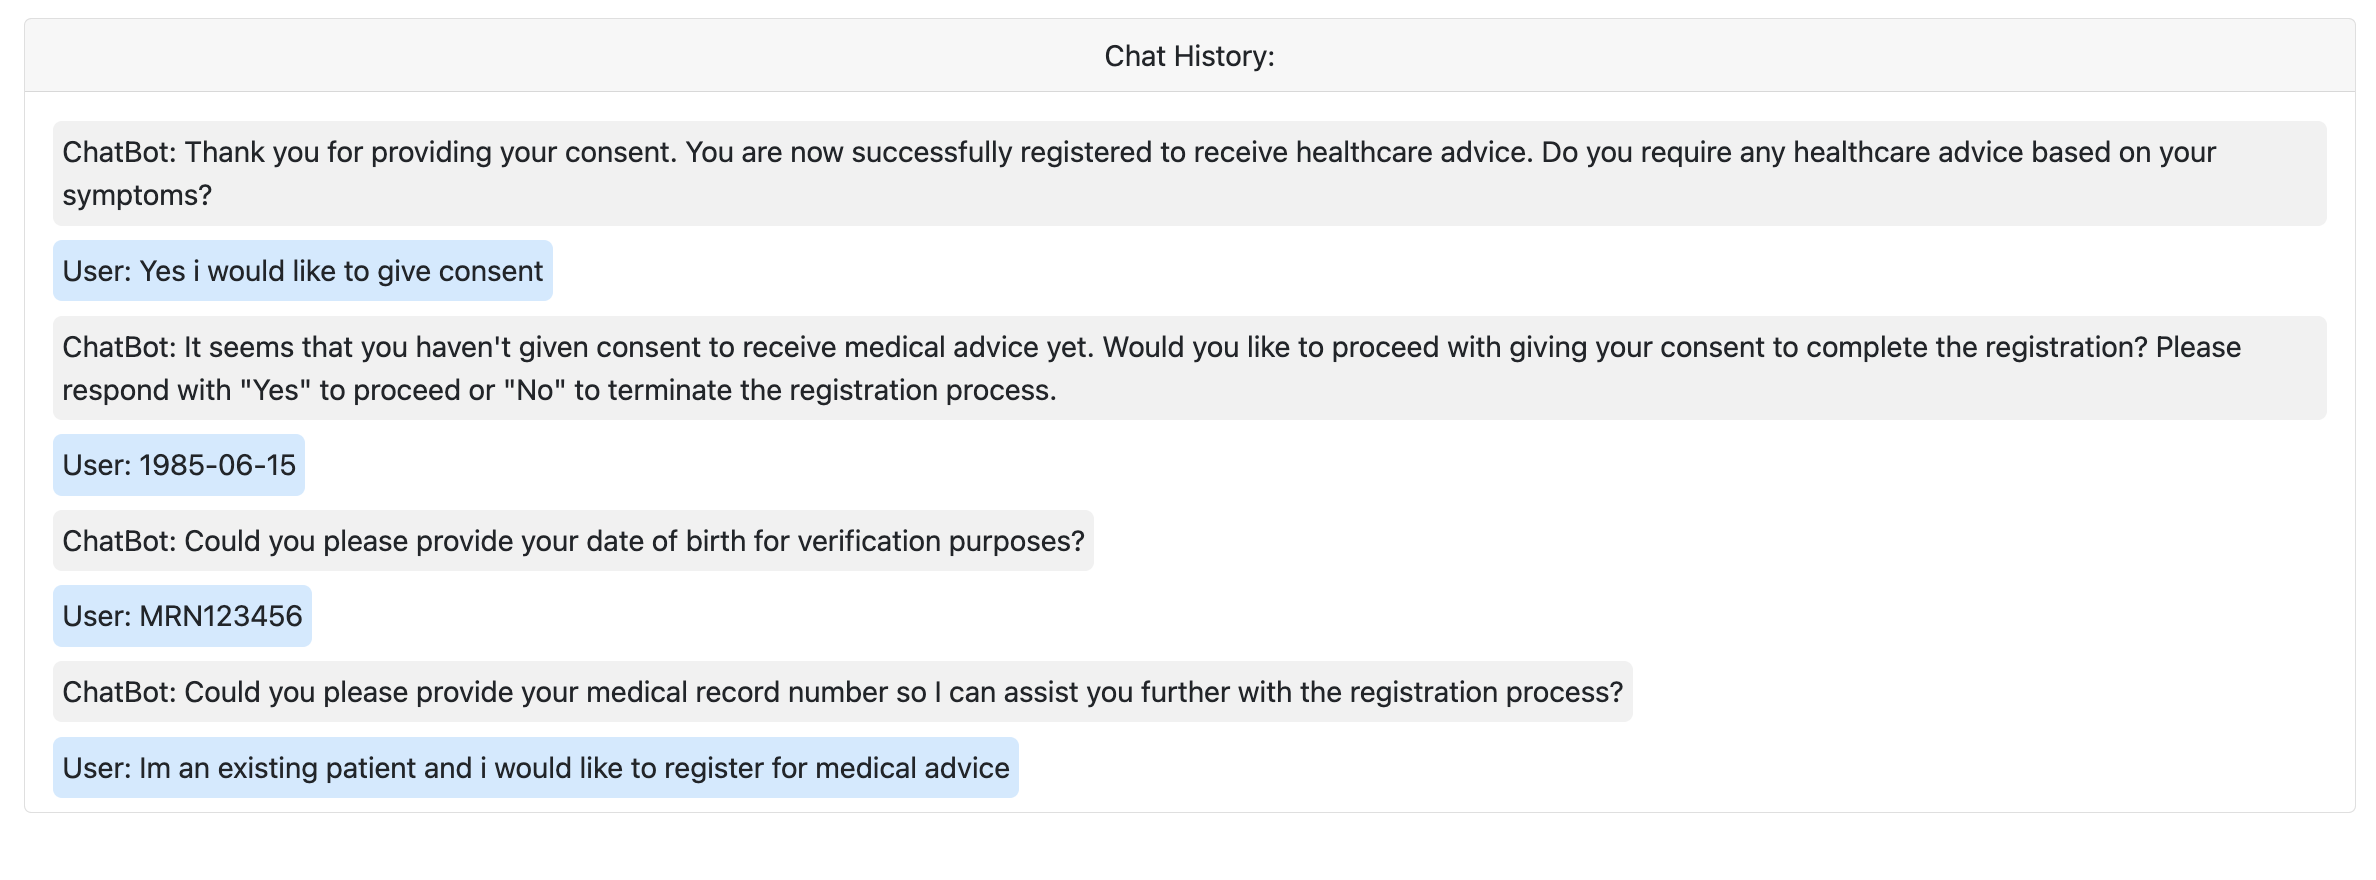 Chat History:
ChatBot: Thank you for providing your consent. You are now successfully registered to receive healthcare advice. Do you require any healthcare advice based on your
symptoms?
User: Yes i would like to give consent
ChatBot: It seems that you haven't given consent to receive medical advice yet. Would you like to proceed with giving your consent to complete the registration? Please
respond with "Yes" to proceed or "No" to terminate the registration process.
User: 1985-06-15
ChatBot: Could you please provide your date of birth for verification purposes?
User: MRN123456
ChatBot: Could you please provide your medical record number so I can assist you further with the registration process?
User: Im an existing patient and i would like to register for medical advice